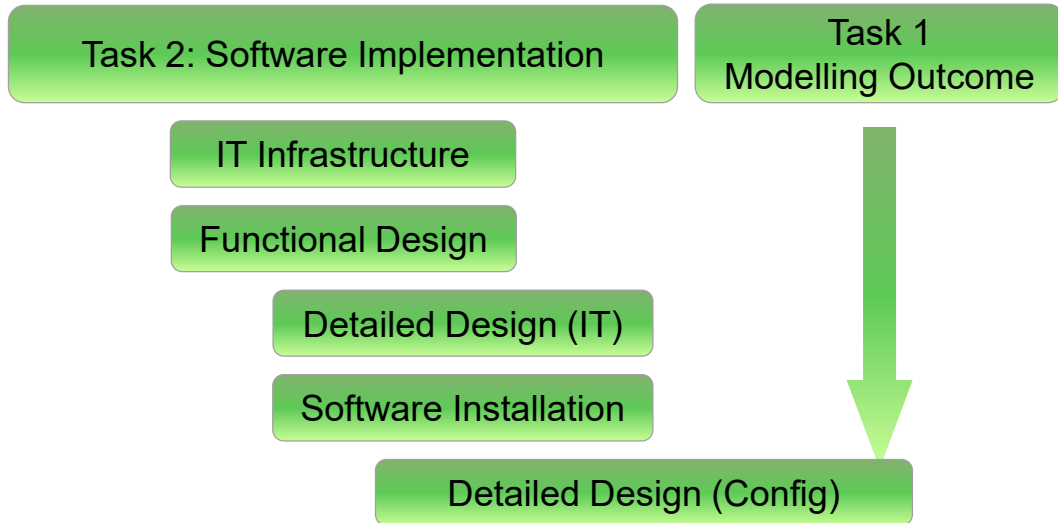 Task 2: Software Implementation
Task 1
Modelling Outcome
IT Infrastructure
Functional Design
Detailed Design (IT)
Software Installation
Detailed Design (Config)